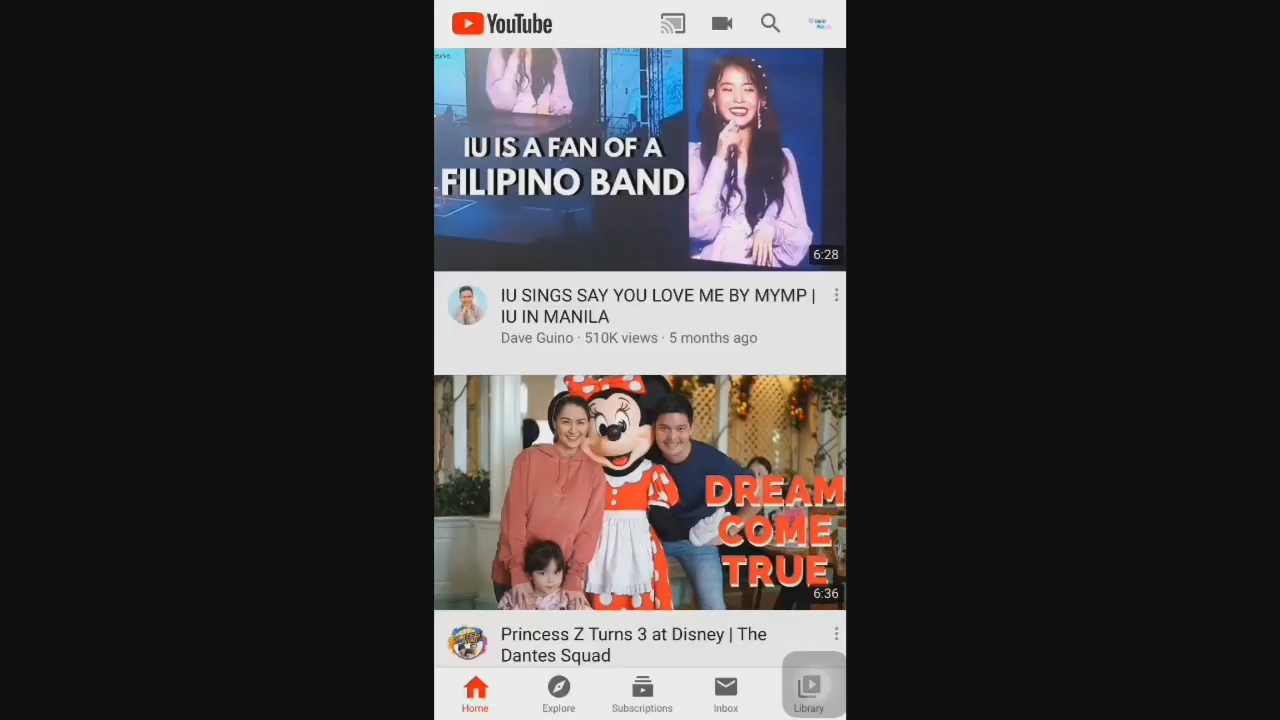 YouTube
IU IS A FAN OF A
FILIPINO BAND
6:28
IU SINGS SAY YOU LOVE ME BY MYMP |
IU IN MANILA
Dave Guino · 510K views · 5 months ago
DREAM
COME
TRUE
6:36
Princess Z Turns 3 at Disney | The
Dantes Squad
Home
Explore
Subscriptions
Inbox
Library